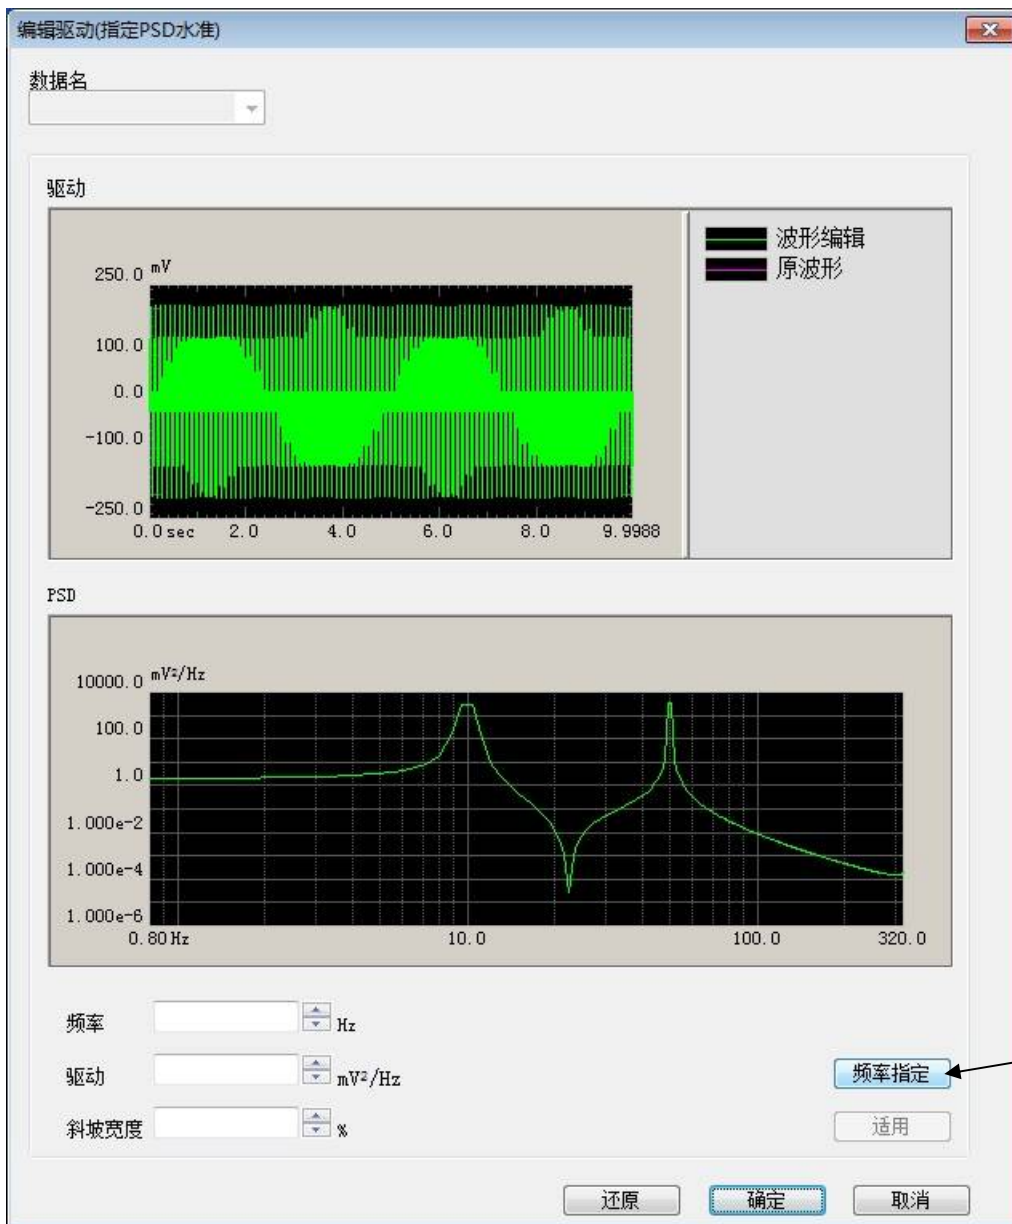 编辑驱动(指定PSD水准)
数据名
驱动
250.0 mV
100.0
0.0
-100.0
-250.0
0.0 sec 2.0 4.0 6.0 8.0 9.9988
波形编辑
原波形
PSD
10000.0 mV²/Hz
100.0
1.0
1.000e-2
1.000e-4
1.000e-6
0.80 Hz 10.0 100.0 320.0
频率 Hz
驱动 mV²/Hz 频率指定
斜坡宽度 % 适用
还原 确定 取消